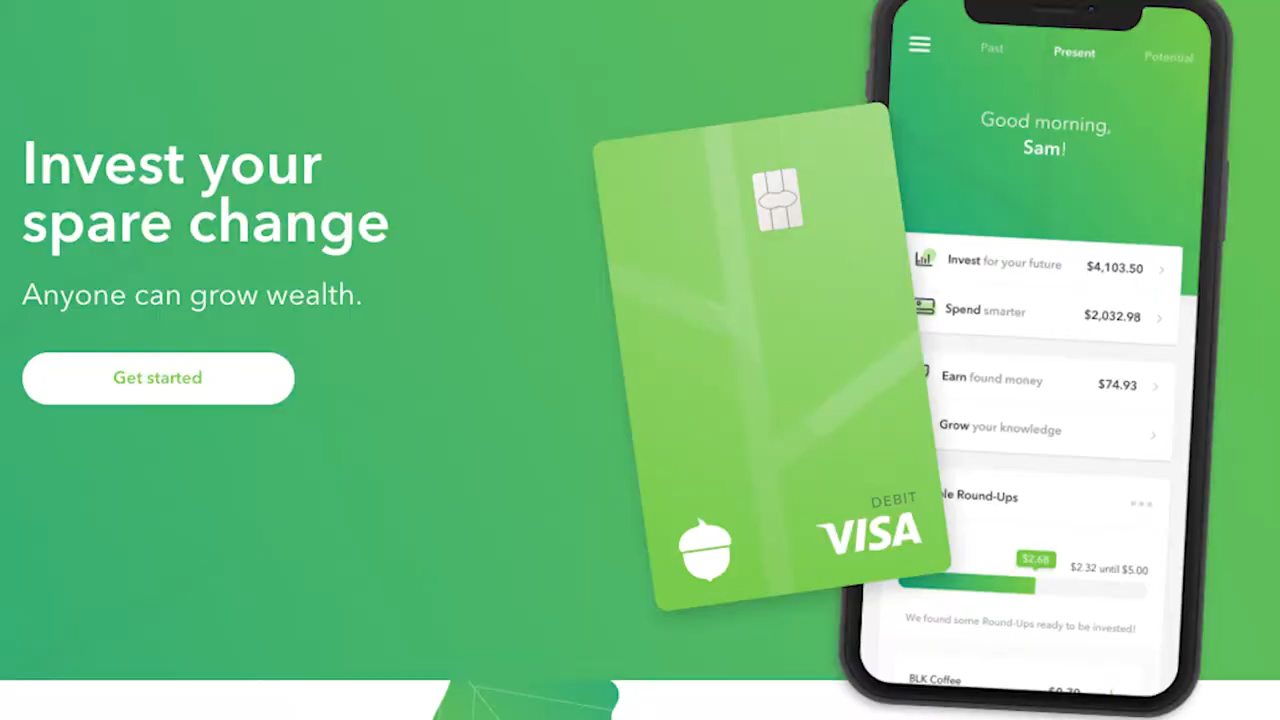 Invest your
spare change
Anyone can grow wealth.
Get started
DEBIT
VISA
Past Present Potential
Good morning,
Sam!
Invest for your future $4,103.50
Spend smarter $2,032.98
Earn found money $74.93
Grow your knowledge
Round-Ups
$2.68
$2.32 until $5.00
We found some Round-Ups ready to be invested!
BLK Coffee